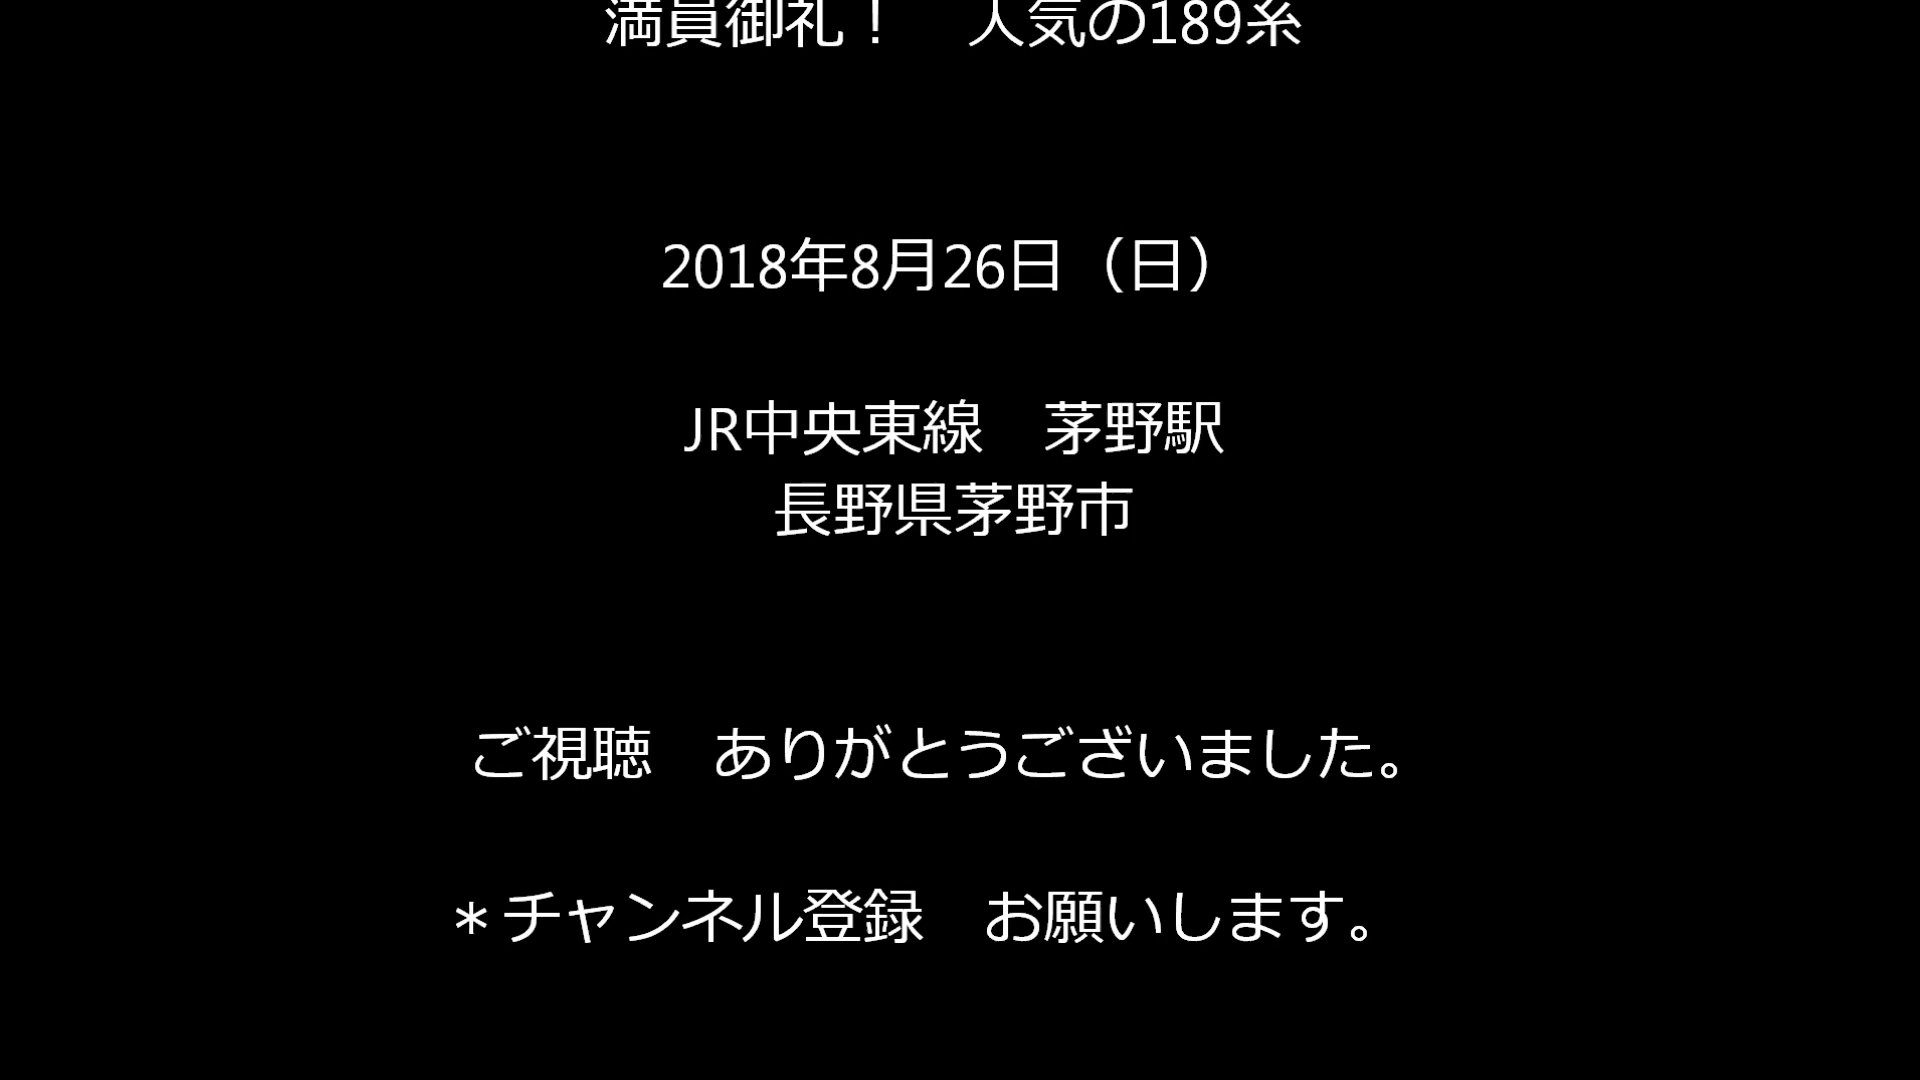 満員御礼！　人気の189系
2018年8月26日（日）
JR中央東線　茅野駅
長野県茅野市
ご視聴　ありがとうございました。
＊チャンネル登録　お願いします。